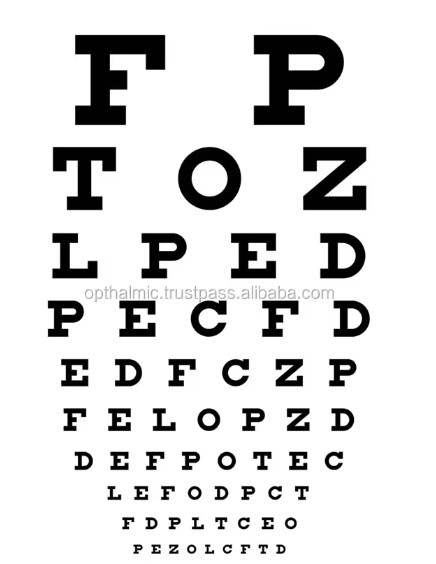 F P
T O Z
L P E D
opthalmic.trustpass.alibaba.com
P E C F D
E D F C Z P
F E L O P Z D
D E F P O T E C
L E F O D P C T
F D P L T C E O
P E Z O L C F T D